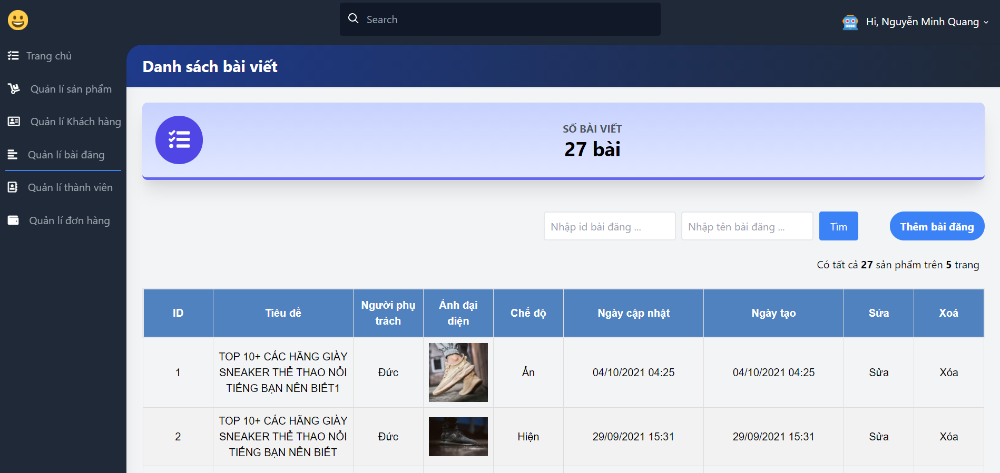 Search
Hi, Nguyễn Minh Quang
Trang chủ
Quản lí sản phẩm
Quản lí Khách hàng
Quản lí bài đăng
Quản lí thành viên
Quản lí đơn hàng
Danh sách bài viết
SỐ BÀI VIẾT
27 bài
Nhập id bài đăng ...
Nhập tên bài đăng ...
Tìm
Thêm bài đăng
Có tất cả 27 sản phẩm trên 5 trang
ID
Tiêu đề
Người phụ
trách
Ảnh đại
diện
Chế độ
Ngày cập nhật
Ngày tạo
Sửa
Xoá
1
TOP 10+ CÁC HÃNG GIÀY
SNEAKER THỂ THAO NỔI
TIẾNG BẠN NÊN BIẾT1
Đức
Ẩn
04/10/2021 04:25
04/10/2021 04:25
Sửa
Xóa
2
TOP 10+ CÁC HÃNG GIÀY
SNEAKER THỂ THAO NỔI
TIẾNG BẠN NÊN BIẾT
Đức
Hiện
29/09/2021 15:31
29/09/2021 15:31
Sửa
Xóa